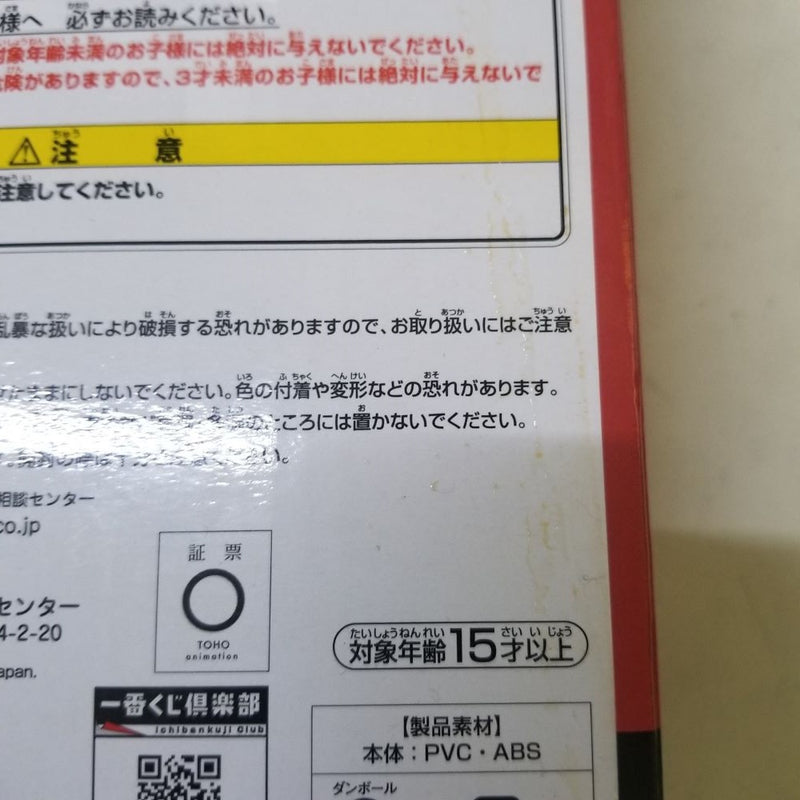 様へ 必ずお読みください。
対象年齢未満のお子様には絶対に与えないでください。
危険がありますので、3才未満のお子様には絶対に与えないで
⚠注 意
注意してください。
乱暴な扱いにより破損する恐れがありますので、お取り扱いにはご注意
たままにしないでください。色の付着や変形などの恐れがあります。
ところには置かないでください。
相談センター
co.jp
証 票
TOHO
animation
センター
4-2-20
apan.
対象年齢15才以上
一番くじ倶楽部
Ichibankuji Club
【製品素材】
本体：PVC・ABS
ダンボール